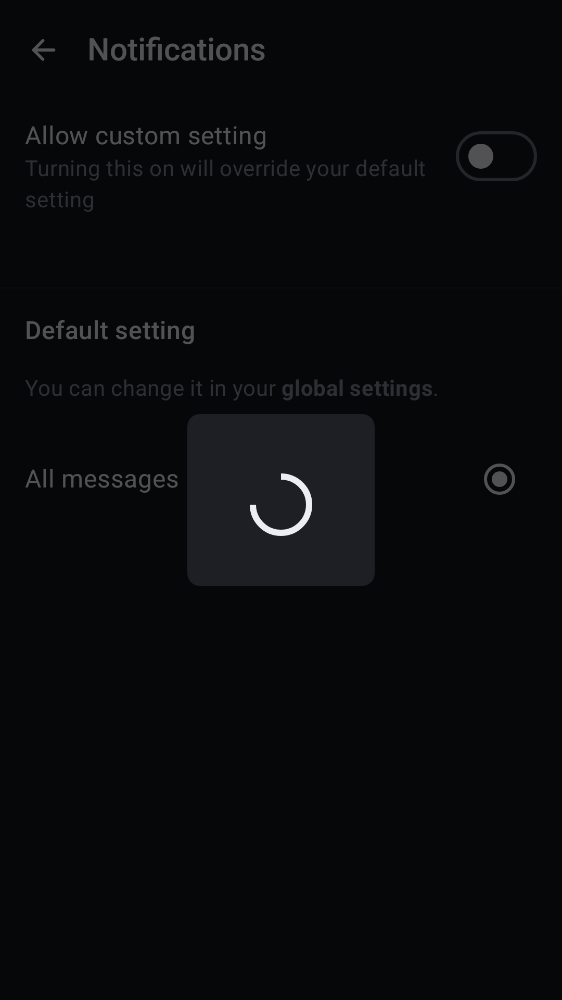 Notifications
Allow custom setting
Turning this on will override your default
setting
Default setting
You can change it in your global settings.
All messages